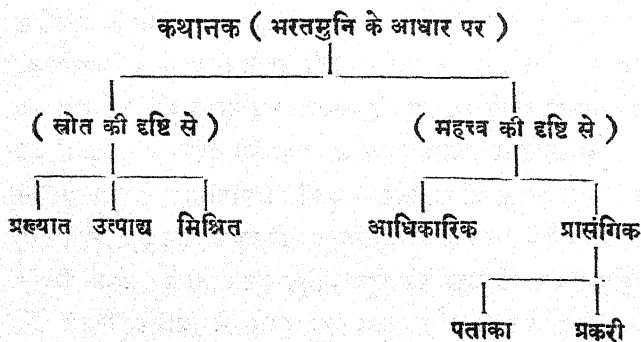 कथानक ( भरतमुनि के आधार पर )
( स्रोत की दृष्टि से ) ( महत्त्व की दृष्टि से )
प्रख्यात उत्पाद्य मिश्रित आधिकारिक प्रासंगिक
पताका प्रकरी